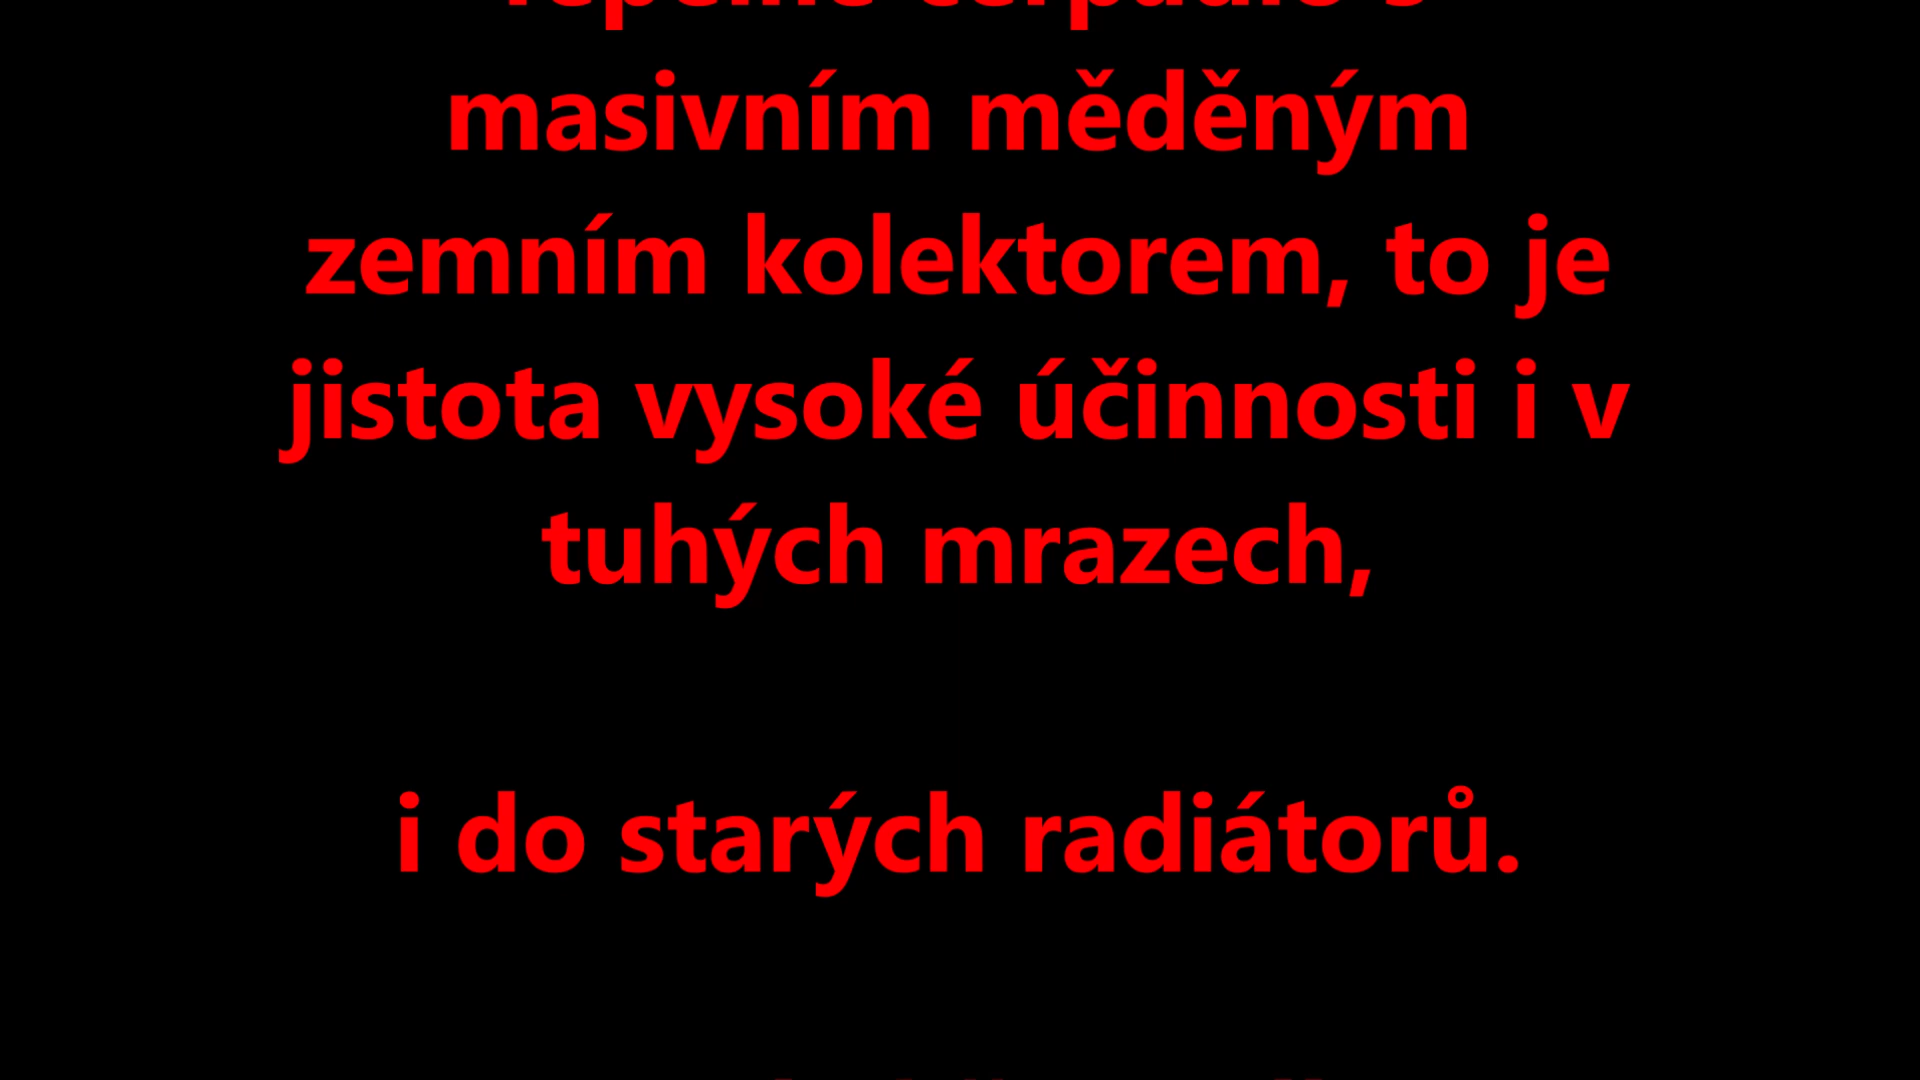 masivním měděným
zemním kolektorem, to je
jistota vysoké účinnosti i v
tuhých mrazech,
i do starých radiátorů.